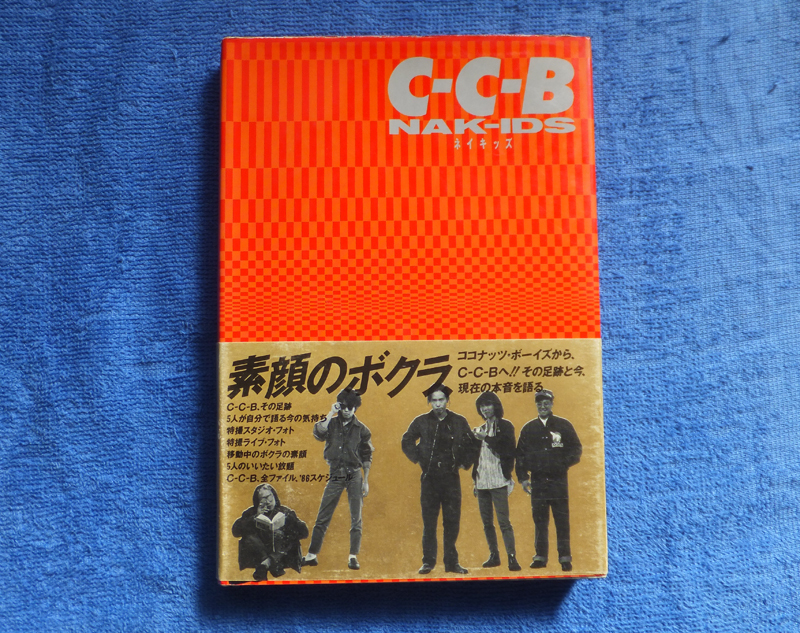 C-C-B
NAK-IDS
ネイキッズ
素顔のボクラ
ココナッツ・ボーイズから、
C-C-Bへ!! その足跡と今、
現在の本音を語る
C-C-B、その足跡
5人が自分で語る今の気持ち
特撮スタジオ・フォト
特撮ライブ・フォト
移動中のボクラの素顔
5人のいいたい放題
C-C-B、全ファイル、'86スケジュール